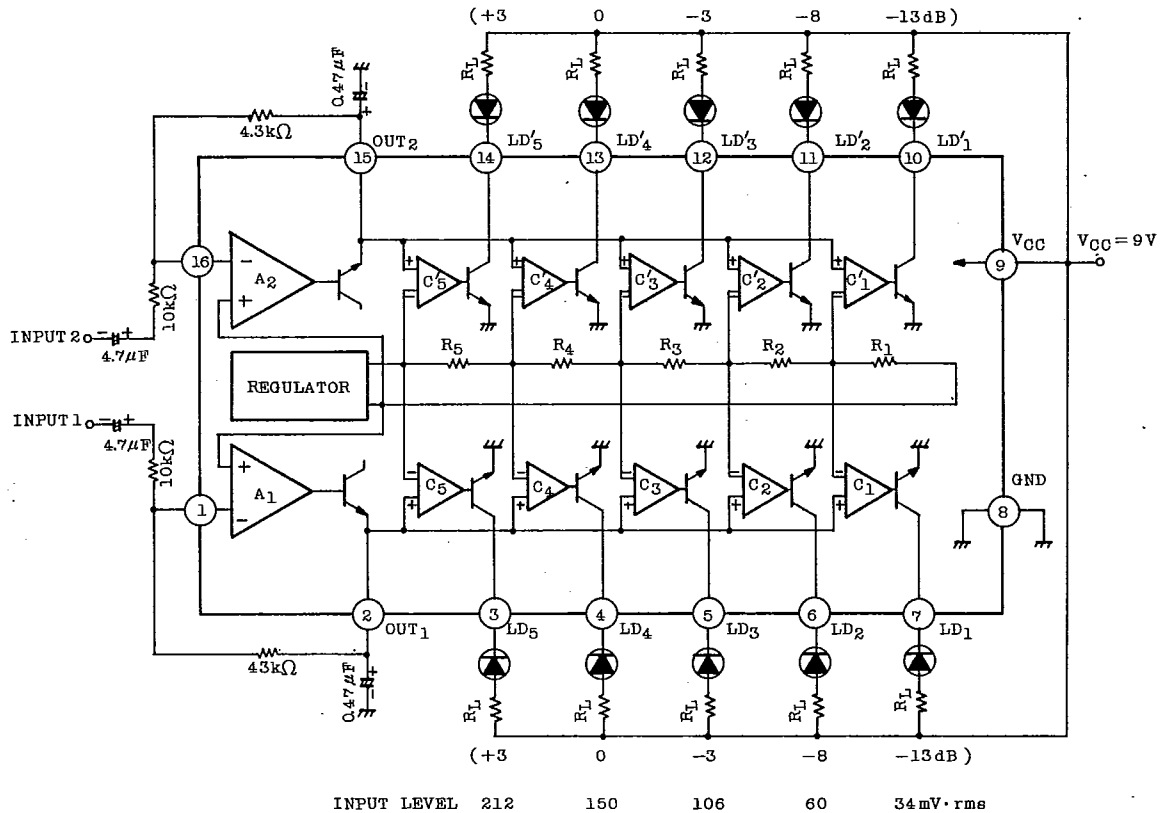 (+3 0 −3 −8 −13dB)
RL RL RL RL RL
0.47µF
4.3kΩ
OUT2 LD'5 LD'4 LD'3 LD'2 LD'1
15 14 13 12 11 10
VCC VCC=9V
16 9
− A2 +
+ C'5 − + C'4 − + C'3 − + C'2 − + C'1 −
10kΩ
INPUT2 − +
4.7µF
R5 R4 R3 R2 R1
REGULATOR
INPUT1 − +
4.7µF
10kΩ
+ A1 −
− C5 + − C4 + − C3 + − C2 + − C1 +
GND
1 8
2 3 4 5 6 7
OUT1 LD5 LD4 LD3 LD2 LD1
43kΩ
0.47µF
RL RL RL RL RL
(+3 0 −3 −8 −13dB)
INPUT LEVEL 212 150 106 60 34mV·rms